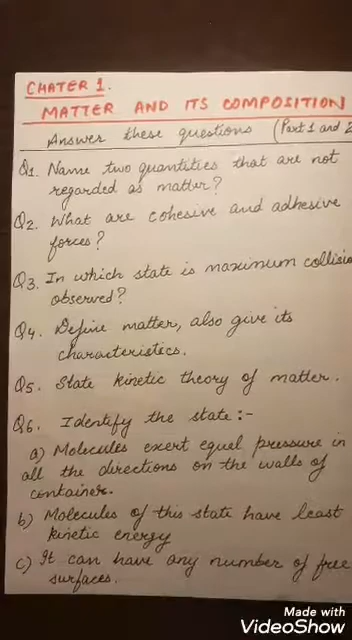 CHATER 1.
MATTER AND ITS COMPOSITION
Answer these questions (Part 1 and 2
Q1. Name two quantities that are not
regarded as matter?
Q2. What are cohesive and adhesive
forces?
Q3. In which state is maximum collision
observed?
Q4. Define matter, also give its
characteristics.
Q5. State kinetic theory of matter.
Q6. Identify the state :-
a) Molecules exert equal pressure in
all the directions on the walls of
container.
b) Molecules of this state have least
kinetic energy
c) It can have any number of free
surfaces.
Made with
VideoShow